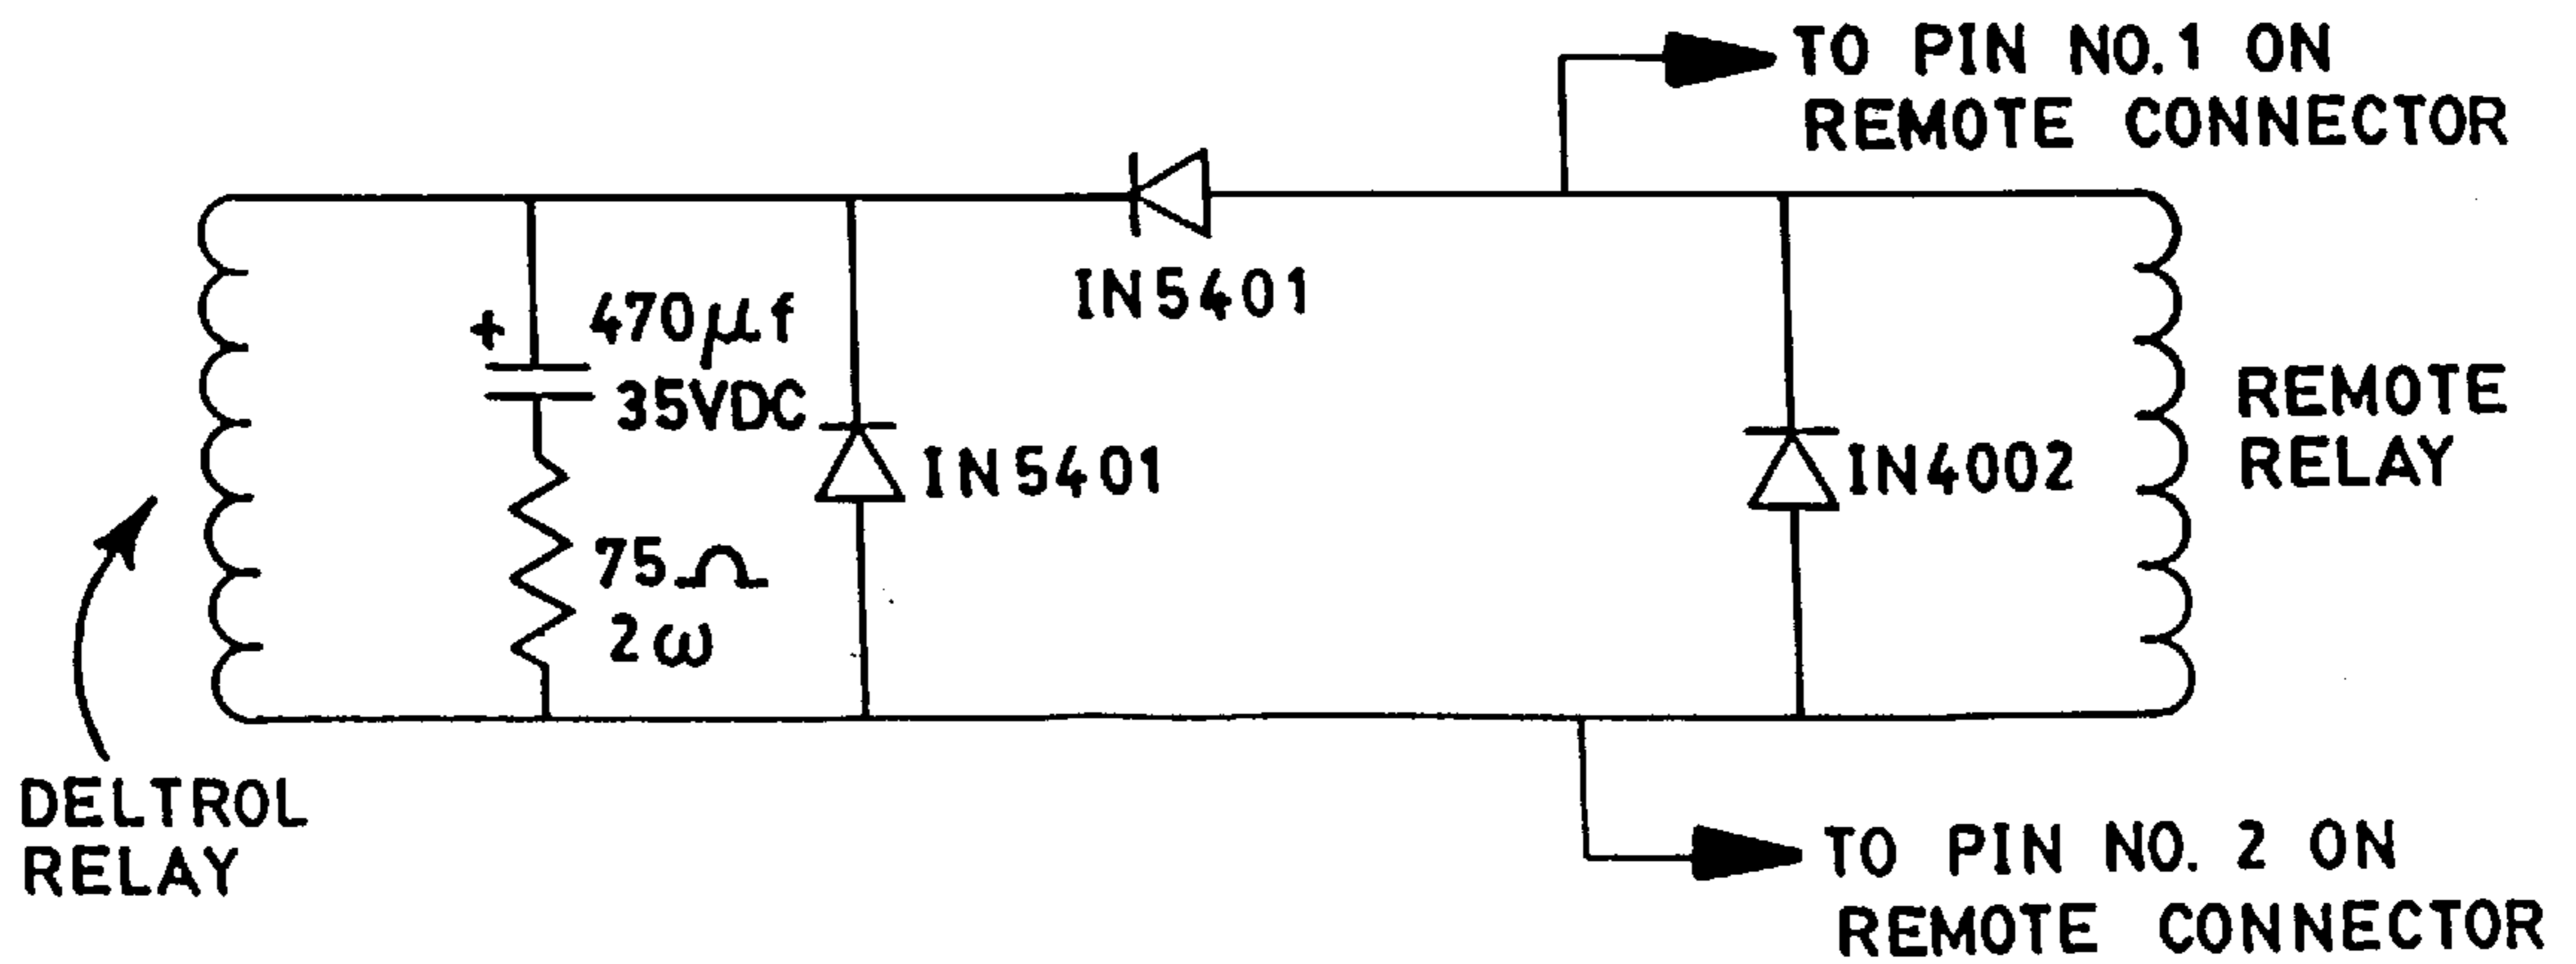 TO PIN NO.1 ON
REMOTE CONNECTOR
IN5401
+ 470μf
35VDC
IN5401
IN4002
REMOTE
RELAY
75Ω
2ω
DELTROL
RELAY
TO PIN NO. 2 ON
REMOTE CONNECTOR